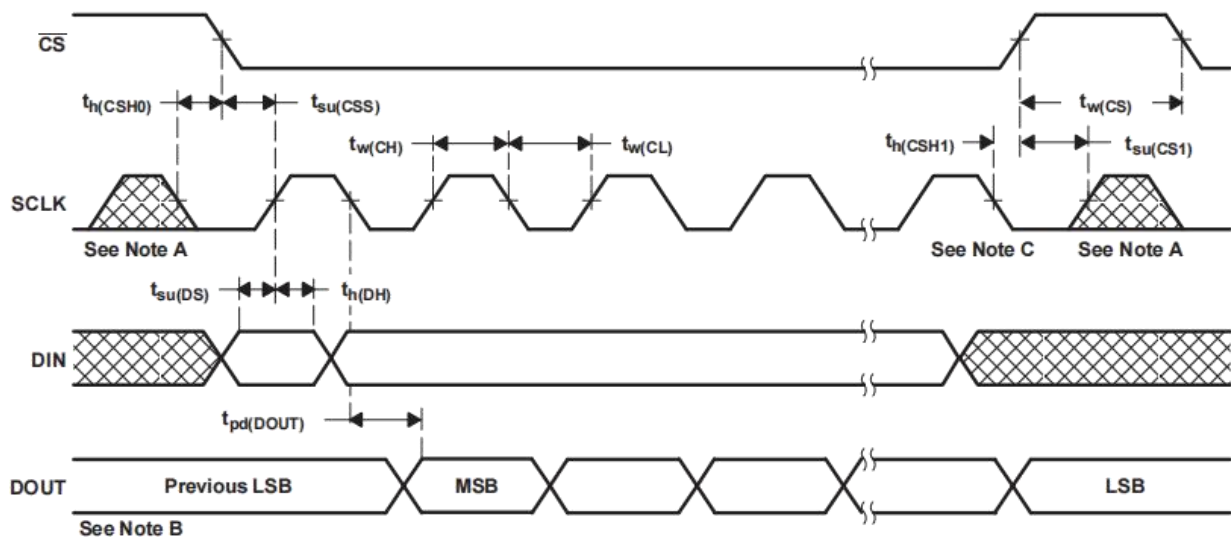 CS
th(CSH0)
tsu(CSS)
tw(CS)
tw(CH)
tw(CL)
th(CSH1)
tsu(CS1)
SCLK
See Note A
See Note C
See Note A
tsu(DS)
th(DH)
DIN
tpd(DOUT)
DOUT
Previous LSB
MSB
LSB
See Note B